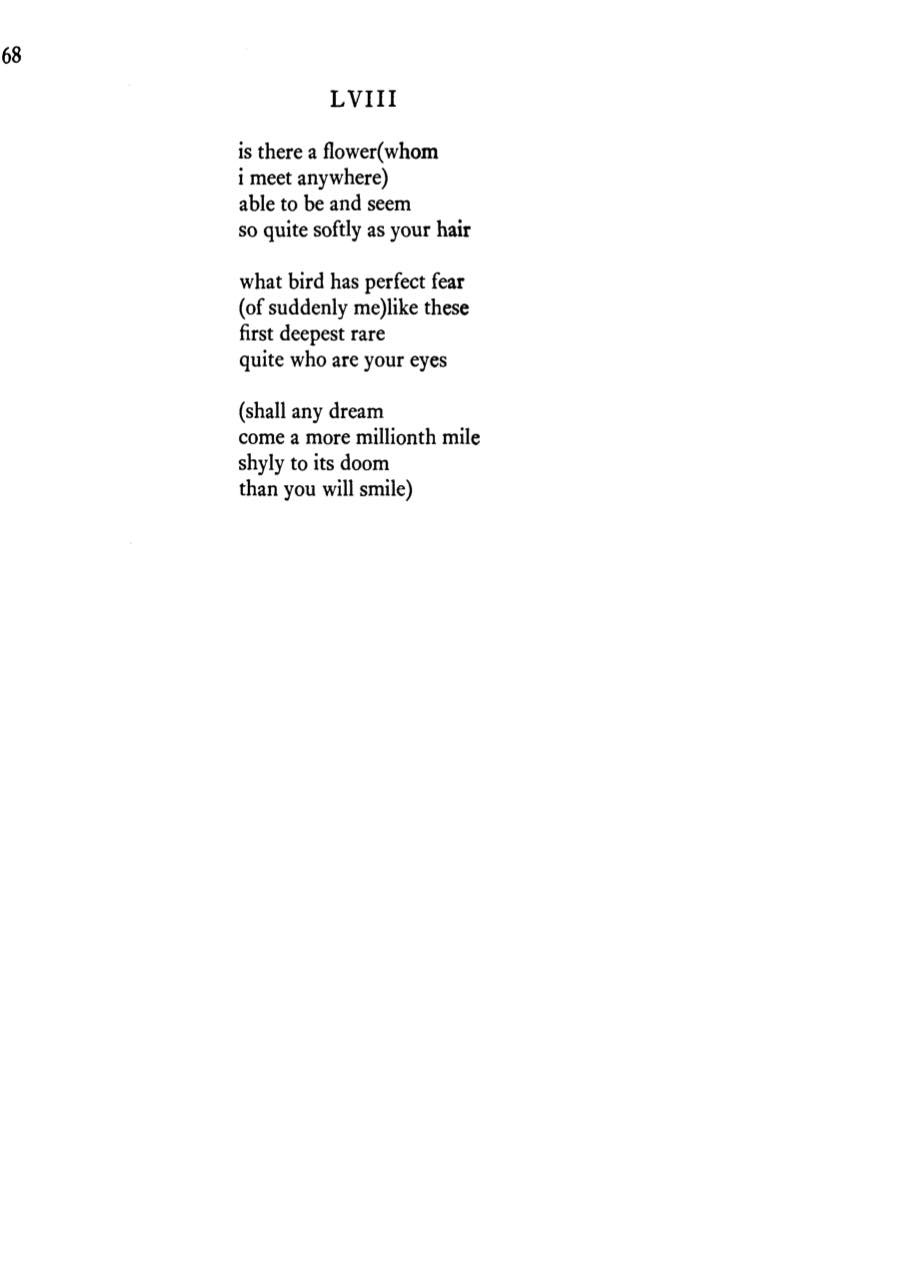 68
LVIII
is there a flower(whom
i meet anywhere)
able to be and seem
so quite softly as your hair
what bird has perfect fear
(of suddenly me)like these
first deepest rare
quite who are your eyes
(shall any dream
come a more millionth mile
shyly to its doom
than you will smile)